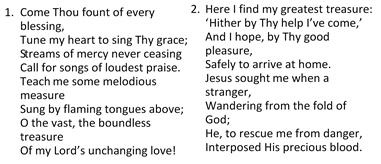 1. Come Thou fount of every
blessing,
Tune my heart to sing Thy grace;
Streams of mercy never ceasing
Call for songs of loudest praise.
Teach me some melodious
measure
Sung by flaming tongues above;
O the vast, the boundless
treasure
Of my Lord’s unchanging love!
2. Here I find my greatest treasure:
‘Hither by Thy help I’ve come,’
And I hope, by Thy good
pleasure,
Safely to arrive at home.
Jesus sought me when a
stranger,
Wandering from the fold of
God;
He, to rescue me from danger,
Interposed His precious blood.